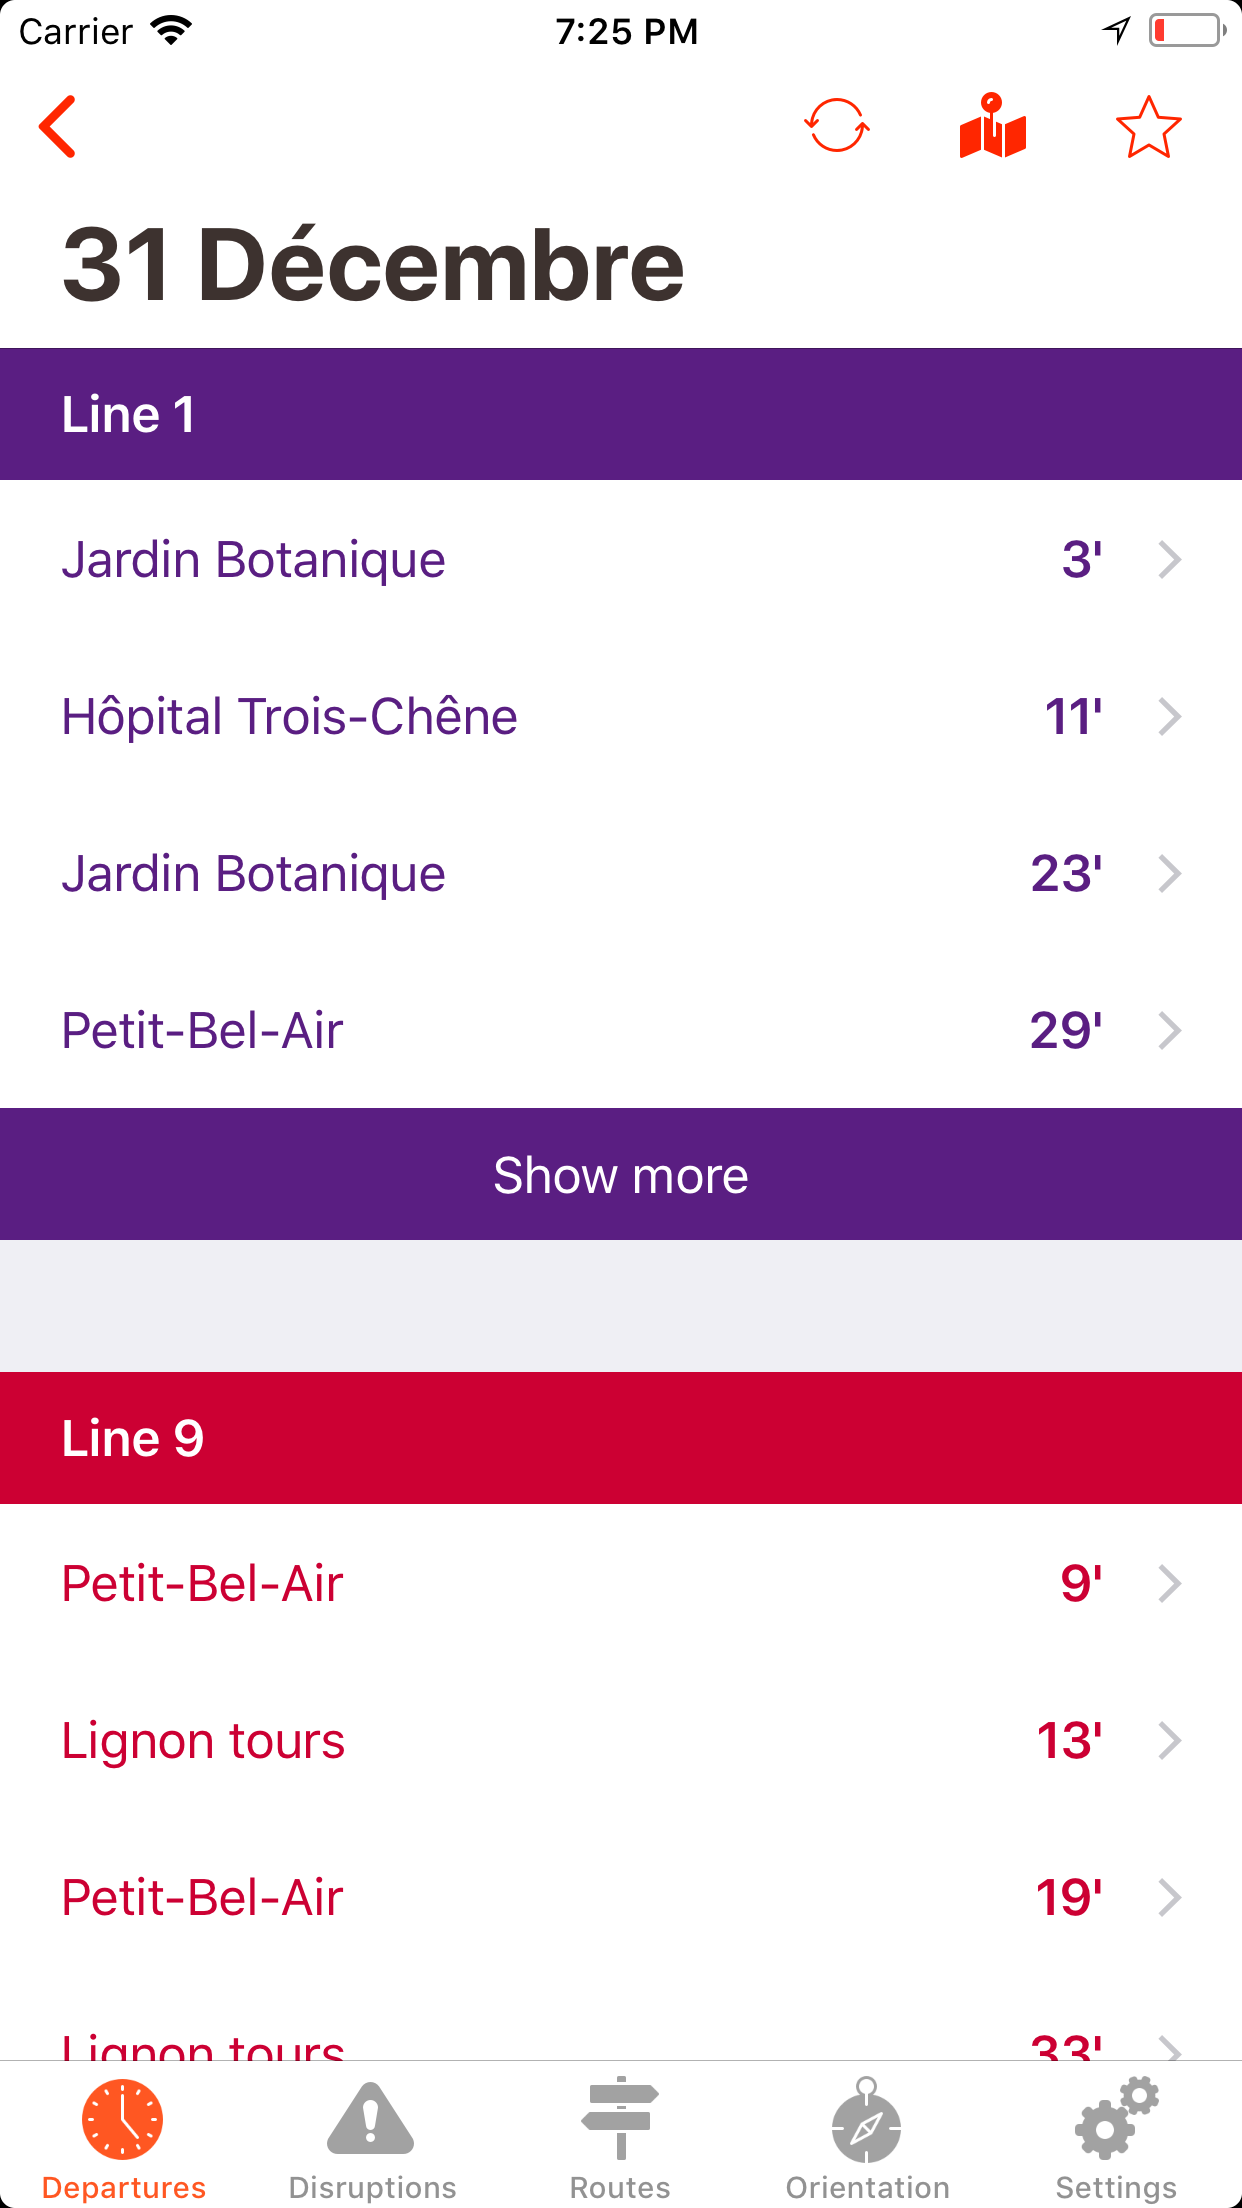 Carrier 7:25 PM
31 Décembre
Line 1
Jardin Botanique 3'
Hôpital Trois-Chêne 11'
Jardin Botanique 23'
Petit-Bel-Air 29'
Show more
Line 9
Petit-Bel-Air 9'
Lignon tours 13'
Petit-Bel-Air 19'
Lignon tours 33'
Departures Disruptions Routes Orientation Settings